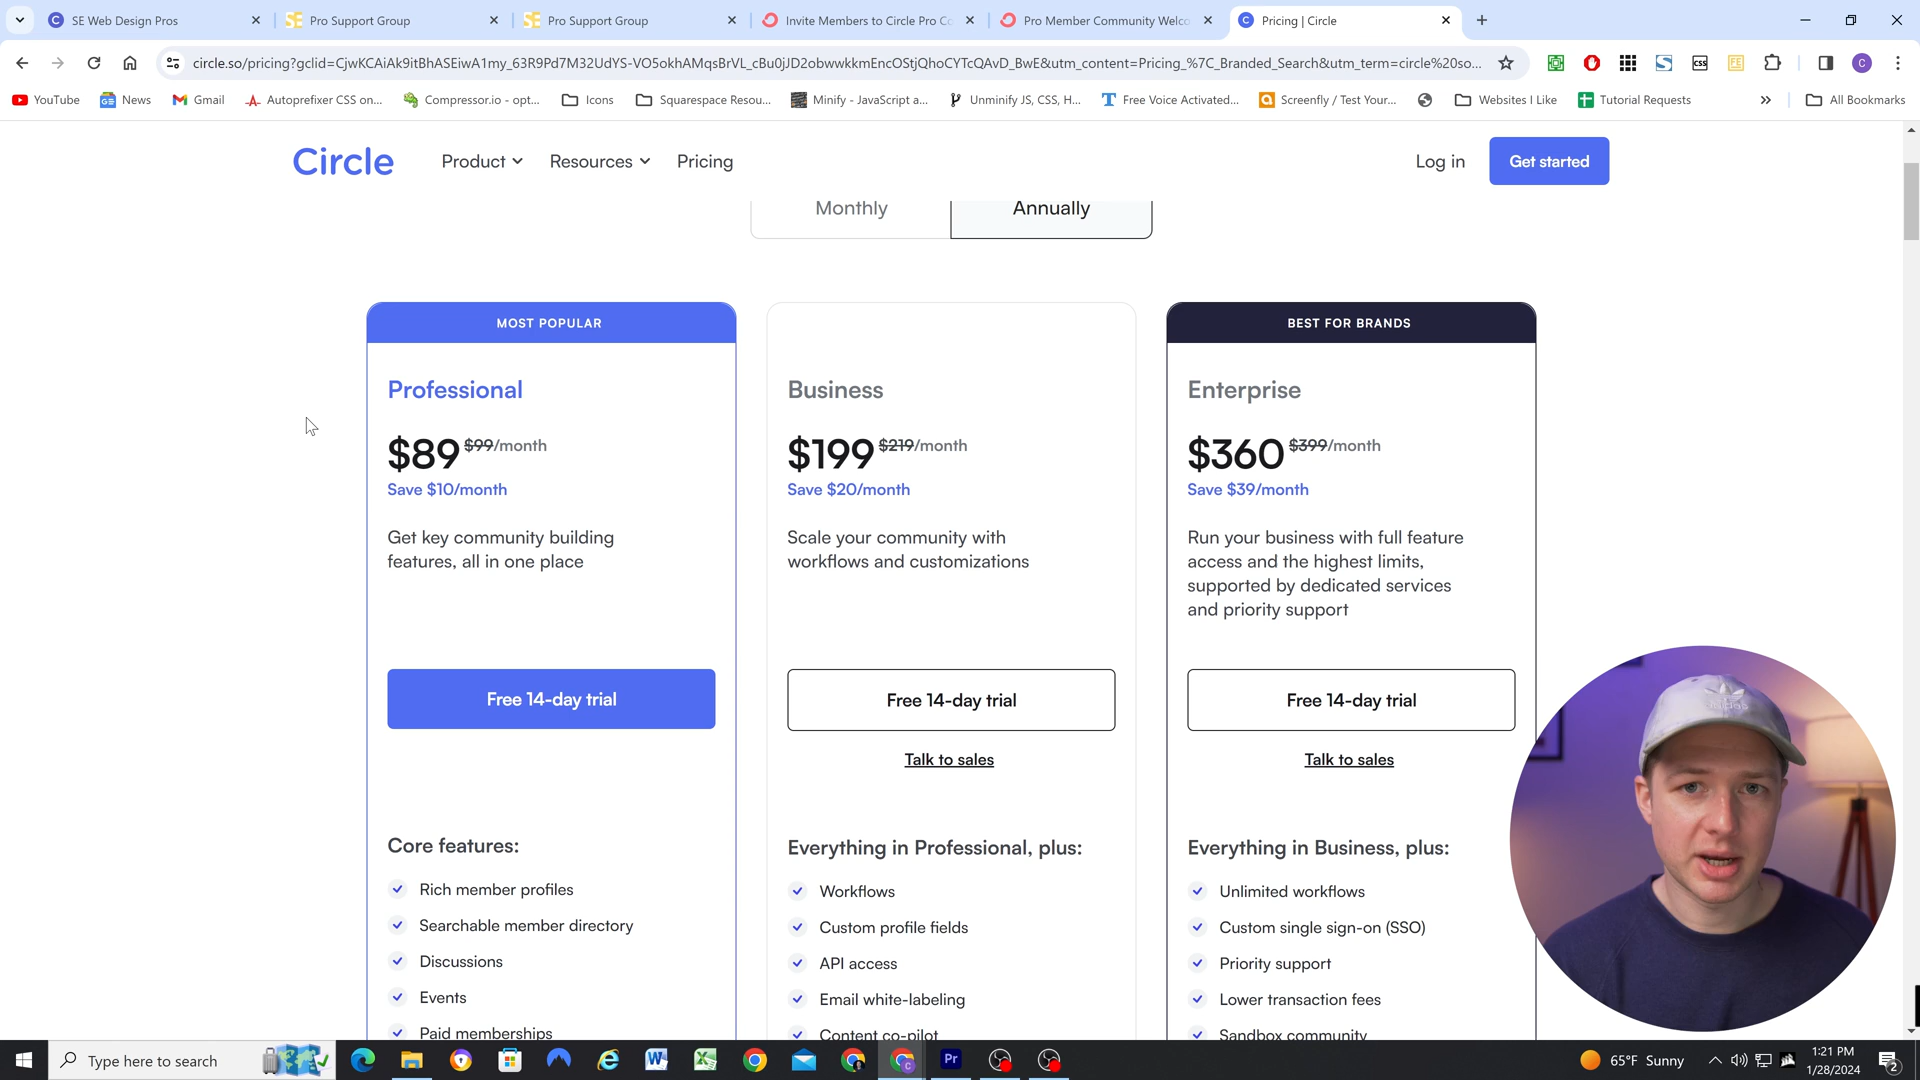 SE Web Design Pros
Pro Support Group
Pro Support Group
Invite Members to Circle Pro Co
Pro Member Community Welco
Pricing | Circle
circle.so/pricing?gclid=CjwKCAiAk9itBhASEiwA1my_63R9Pd7M32UdYS-VO5okhAMqsBrVL_cBu0jJD2obwwkkmEncOStjQhoCYTcQAvD_BwE&utm_content=Pricing_%7C_Branded_Search&utm_term=circle%20so...
YouTube
News
Gmail
Autoprefixer CSS on...
Compressor.io - opt...
Icons
Squarespace Resou...
Minify - JavaScript a...
Unminify JS, CSS, H...
Free Voice Activated...
Screenfly / Test Your...
Websites I Like
Tutorial Requests
All Bookmarks
Circle
Product
Resources
Pricing
Log in
Get started
Monthly
Annually
MOST POPULAR
Professional
$89 $99/month
Save $10/month
Get key community building
features, all in one place
Free 14-day trial
Core features:
Rich member profiles
Searchable member directory
Discussions
Events
Paid memberships
Business
$199 $219/month
Save $20/month
Scale your community with
workflows and customizations
Free 14-day trial
Talk to sales
Everything in Professional, plus:
Workflows
Custom profile fields
API access
Email white-labeling
Content co-pilot
BEST FOR BRANDS
Enterprise
$360 $399/month
Save $39/month
Run your business with full feature
access and the highest limits,
supported by dedicated services
and priority support
Free 14-day trial
Talk to sales
Everything in Business, plus:
Unlimited workflows
Custom single sign-on (SSO)
Priority support
Lower transaction fees
Sandbox community
Type here to search
65°F Sunny
1:21 PM
1/28/2024
2